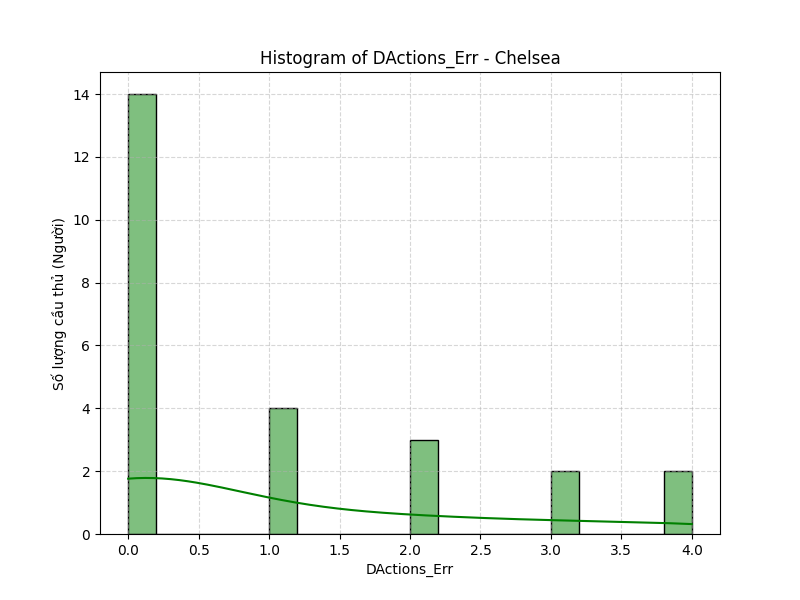 Histogram of DActions_Err - Chelsea
Số lượng cầu thủ (Người)
14
12
10
8
6
4
2
0
0.0 0.5 1.0 1.5 2.0 2.5 3.0 3.5 4.0
DActions_Err